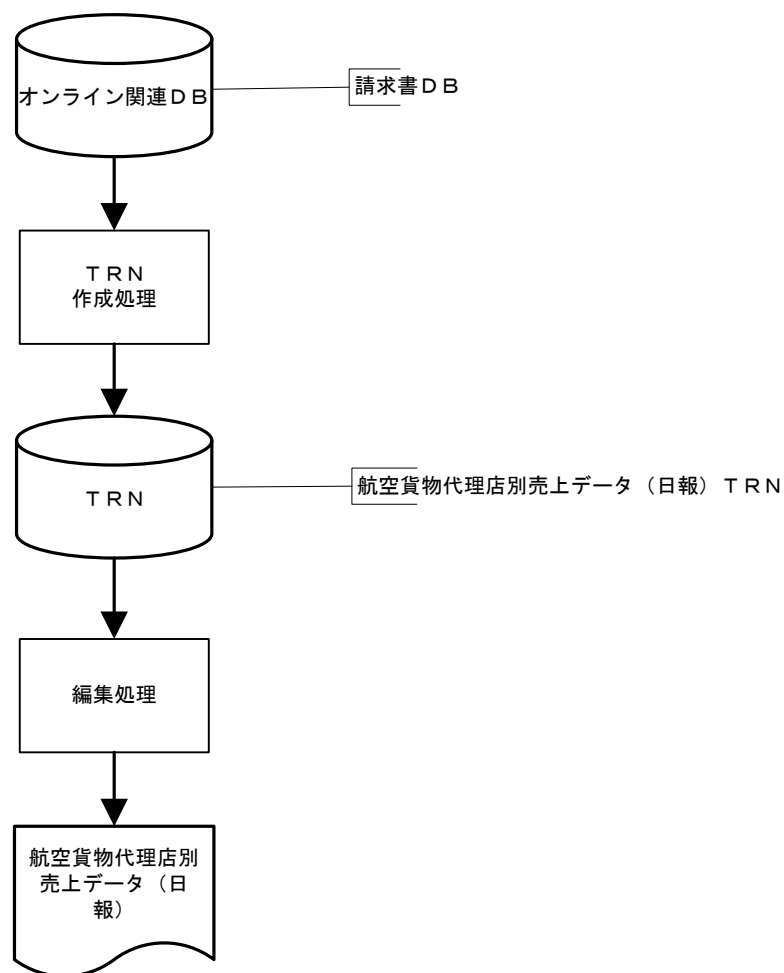 オンライン関連ＤＢ
請求書ＤＢ
ＴＲＮ
作成処理
ＴＲＮ
航空貨物代理店別売上データ（日報）ＴＲＮ
編集処理
航空貨物代理店別
売上データ（日
報）